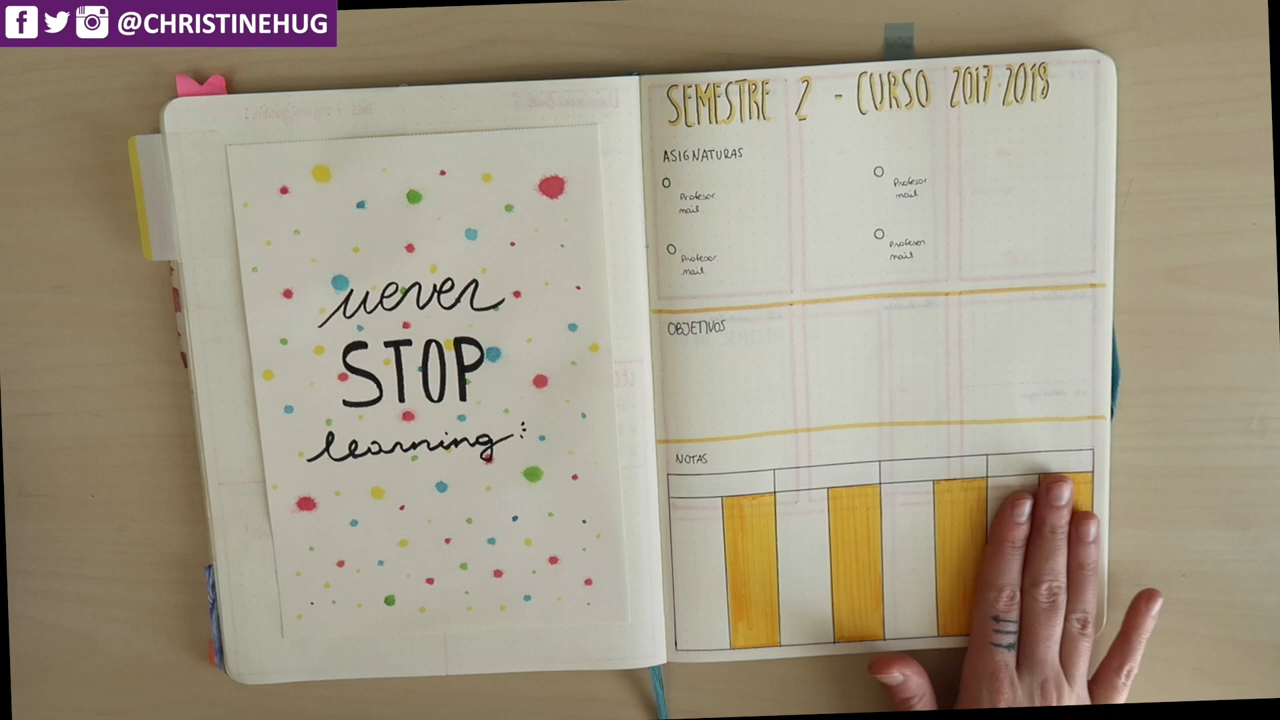 @CHRISTINEHUG
never
STOP
learning
SEMESTRE 2 - CURSO 2017-2018
ASIGNATURAS
Profesor
mail
Profesor
mail
Profesor
mail
Profesor
mail
OBJETIVOS
NOTAS